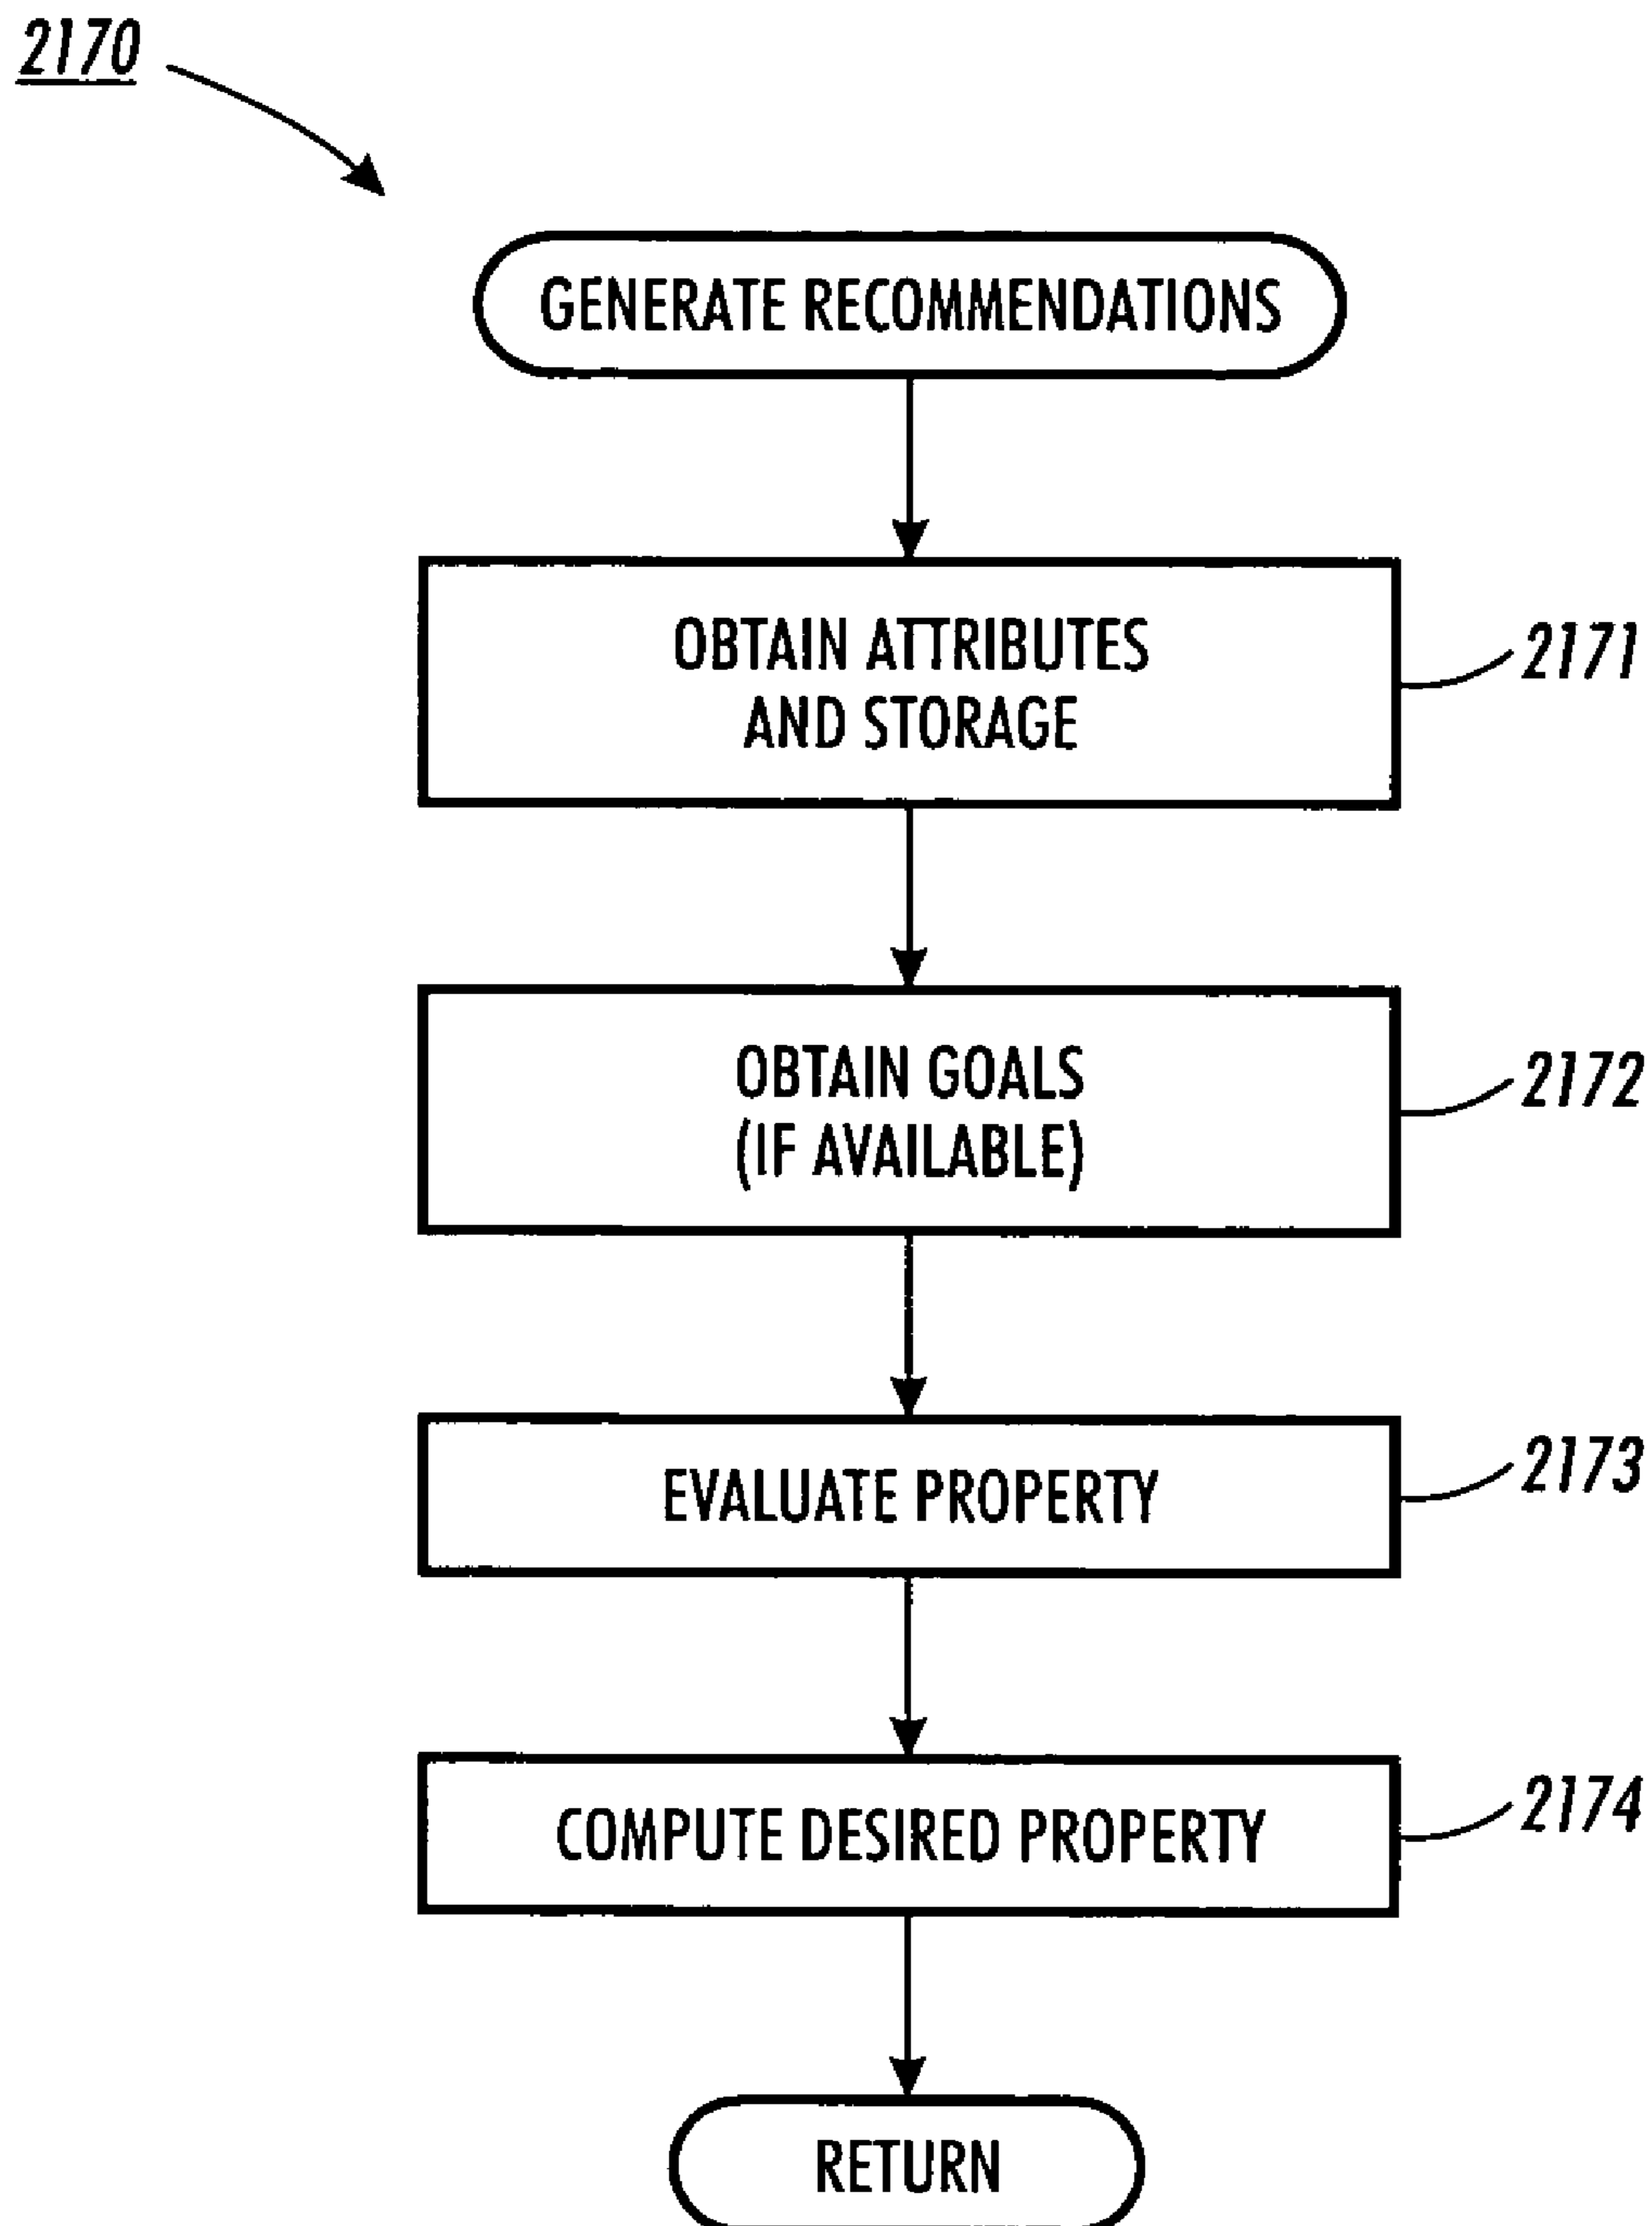 2170
GENERATE RECOMMENDATIONS
OBTAIN ATTRIBUTES
AND STORAGE
2171
OBTAIN GOALS
(IF AVAILABLE)
2172
EVALUATE PROPERTY
2173
COMPUTE DESIRED PROPERTY
2174
RETURN